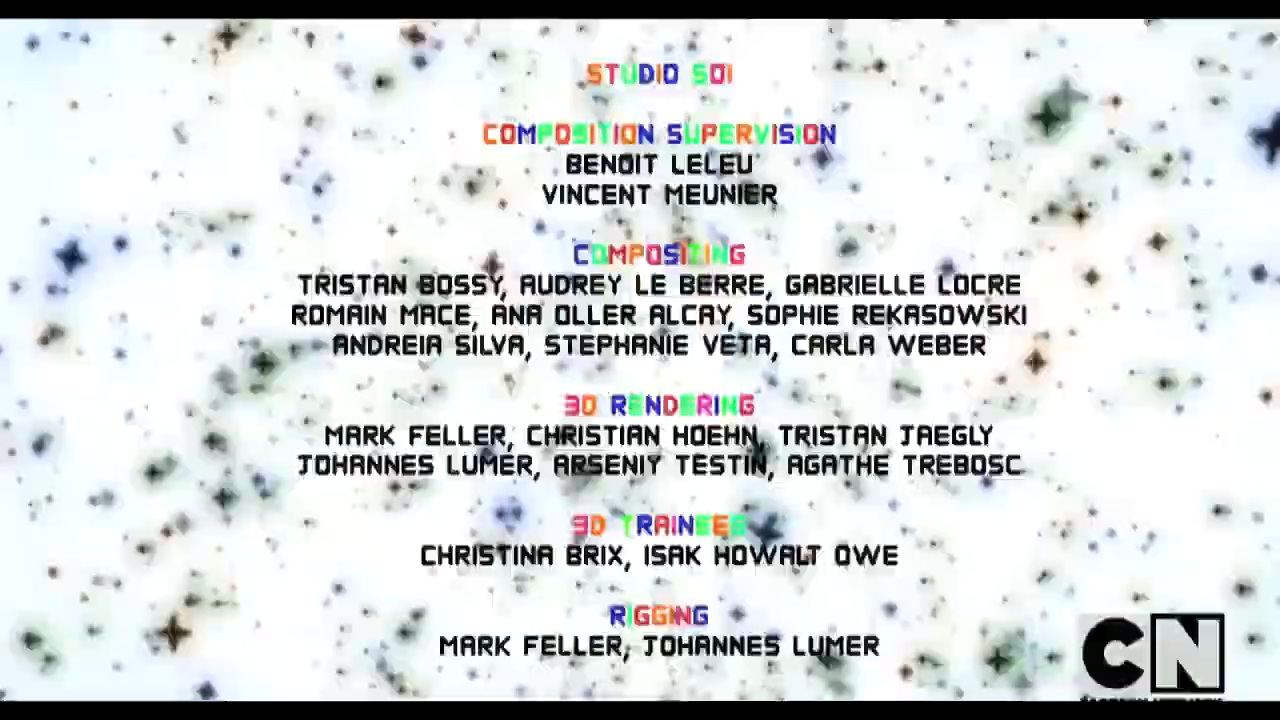 STUDIO SOI
COMPOSITION SUPERVISION
BENOIT LELEU
VINCENT MEUNIER
COMPOSITING
TRISTAN BOSSY, AUDREY LE BERRE, GABRIELLE LOCRE
ROMAIN MACE, ANA OLLER ALCAY, SOPHIE REKASOWSKI
ANDREIA SILVA, STEPHANIE VETA, CARLA WEBER
3D RENDERING
MARK FELLER, CHRISTIAN HOEHN, TRISTAN JAEGLY
JOHANNES LUMER, ARSENIY TESTIN, AGATHE TREBOSC
3D TRAINEES
CHRISTINA BRIX, ISAK HOWALT OWE
RIGGING
MARK FELLER, JOHANNES LUMER
CN